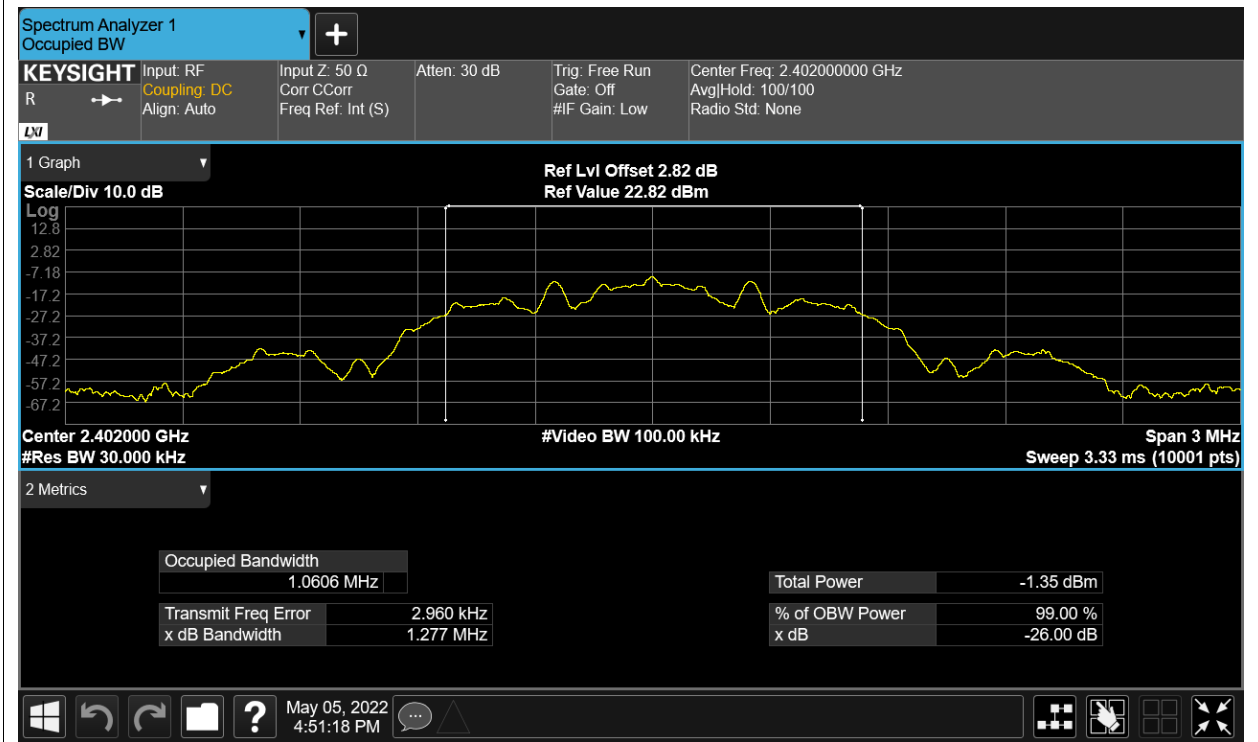 Spectrum Analyzer 1
Occupied BW
KEYSIGHT
R
LXI
Input: RF
Coupling: DC
Align: Auto
Input Z: 50 Ω
Corr CCorr
Freq Ref: Int (S)
Atten: 30 dB
Trig: Free Run
Gate: Off
#IF Gain: Low
Center Freq: 2.402000000 GHz
Avg|Hold: 100/100
Radio Std: None
1 Graph
Scale/Div 10.0 dB
Ref Lvl Offset 2.82 dB
Ref Value 22.82 dBm
Log
12.8
2.82
-7.18
-17.2
-27.2
-37.2
-47.2
-57.2
-67.2
Center 2.402000 GHz
#Res BW 30.000 kHz
#Video BW 100.00 kHz
Span 3 MHz
Sweep 3.33 ms (10001 pts)
2 Metrics
Occupied Bandwidth
1.0606 MHz
Transmit Freq Error 2.960 kHz
x dB Bandwidth 1.277 MHz
Total Power -1.35 dBm
% of OBW Power 99.00 %
x dB -26.00 dB
?
May 05, 2022
4:51:18 PM